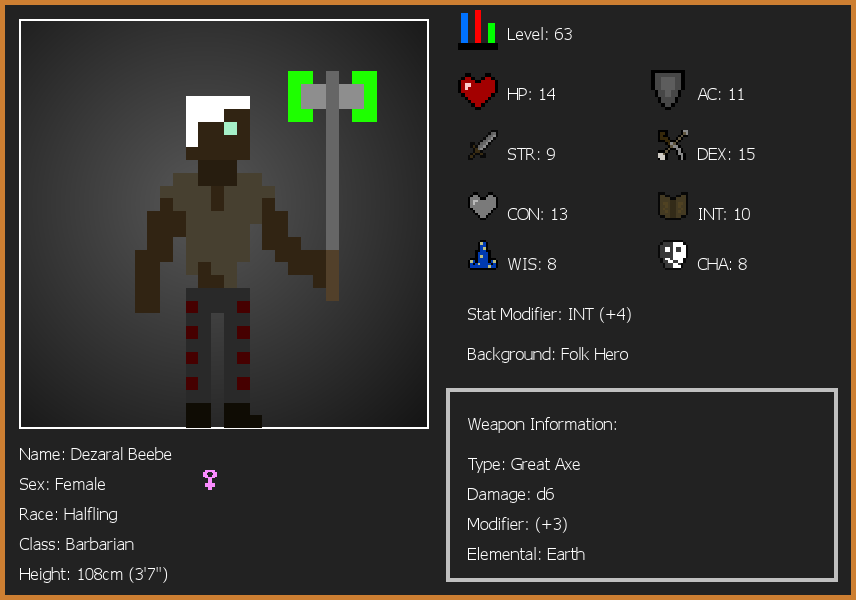 Level: 63
HP: 14
AC: 11
STR: 9
DEX: 15
CON: 13
INT: 10
WIS: 8
CHA: 8
Stat Modifier: INT (+4)
Background: Folk Hero
Weapon Information:
Type: Great Axe
Damage: d6
Modifier: (+3)
Elemental: Earth
Name: Dezaral Beebe
Sex: Female
Race: Halfling
Class: Barbarian
Height: 108cm (3'7")